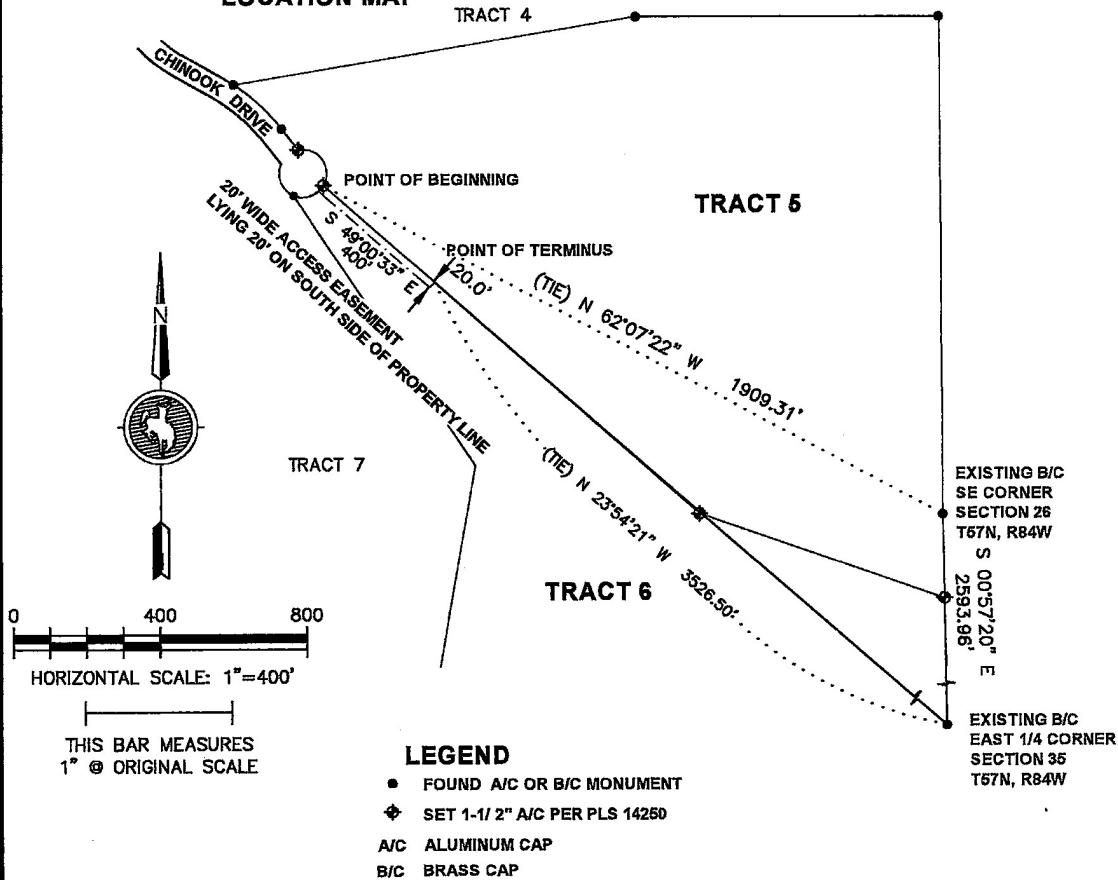 LOCATION MAP
TRACT 4
CHINOOK DRIVE
POINT OF BEGINNING
TRACT 5
20' WIDE ACCESS EASEMENT
LYING 20' ON SOUTH SIDE OF PROPERTY LINE
S 49°00'33" E
400'
POINT OF TERMINUS
20.0'
(TIE) N 62°07'22" W 1909.31'
N
TRACT 7
(TIE) N 23°54'21" W 3526.50'
EXISTING B/C
SE CORNER
SECTION 26
T57N, R84W
TRACT 6
S 00°57'20" E
2593.96'
0 400 800
HORIZONTAL SCALE: 1"=400'
THIS BAR MEASURES
1" @ ORIGINAL SCALE
EXISTING B/C
EAST 1/4 CORNER
SECTION 35
T57N, R84W
LEGEND
FOUND A/C OR B/C MONUMENT
SET 1-1/2" A/C PER PLS 14250
A/C ALUMINUM CAP
B/C BRASS CAP